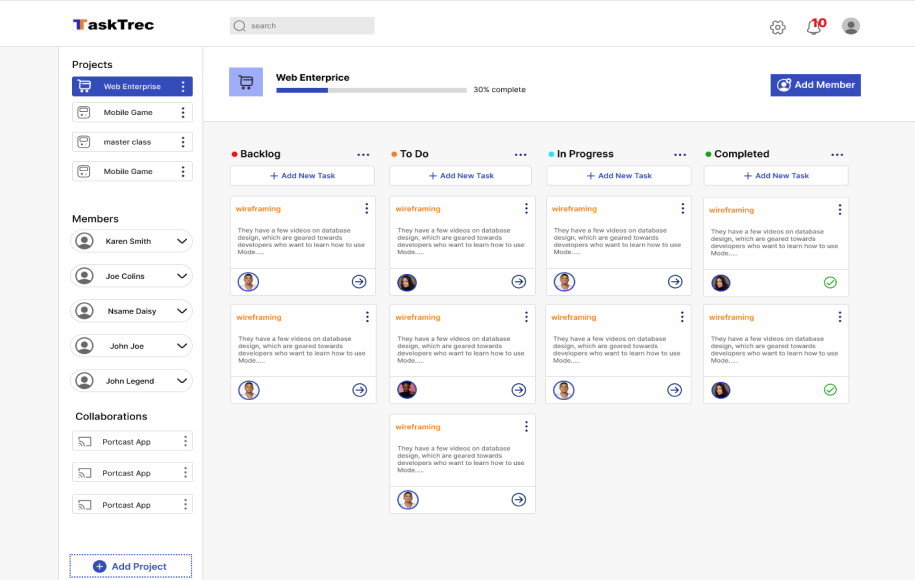 TaskTrec
search
10
Projects
Web Enterprise
Mobile Game
master class
Mobile Game
Members
Karen Smith
Joe Colins
Nsame Daisy
John Joe
John Legend
Collaborations
Portcast App
Portcast App
Portcast App
Add Project
Web Enterprice
30% complete
Add Member
Backlog
Add New Task
wireframing
They have a few videos on database
design, which are geared towards
developers who want to learn how to use
Mode.....
wireframing
They have a few videos on database
design, which are geared towards
developers who want to learn how to use
Mode.....
To Do
Add New Task
wireframing
They have a few videos on database
design, which are geared towards
developers who want to learn how to use
Mode.....
wireframing
They have a few videos on database
design, which are geared towards
developers who want to learn how to use
Mode.....
wireframing
They have a few videos on database
design, which are geared towards
developers who want to learn how to use
Mode.....
In Progress
Add New Task
wireframing
They have a few videos on database
design, which are geared towards
developers who want to learn how to use
Mode.....
wireframing
They have a few videos on database
design, which are geared towards
developers who want to learn how to use
Mode.....
Completed
Add New Task
wireframing
They have a few videos on database
design, which are geared towards
developers who want to learn how to use
Mode.....
wireframing
They have a few videos on database
design, which are geared towards
developers who want to learn how to use
Mode.....